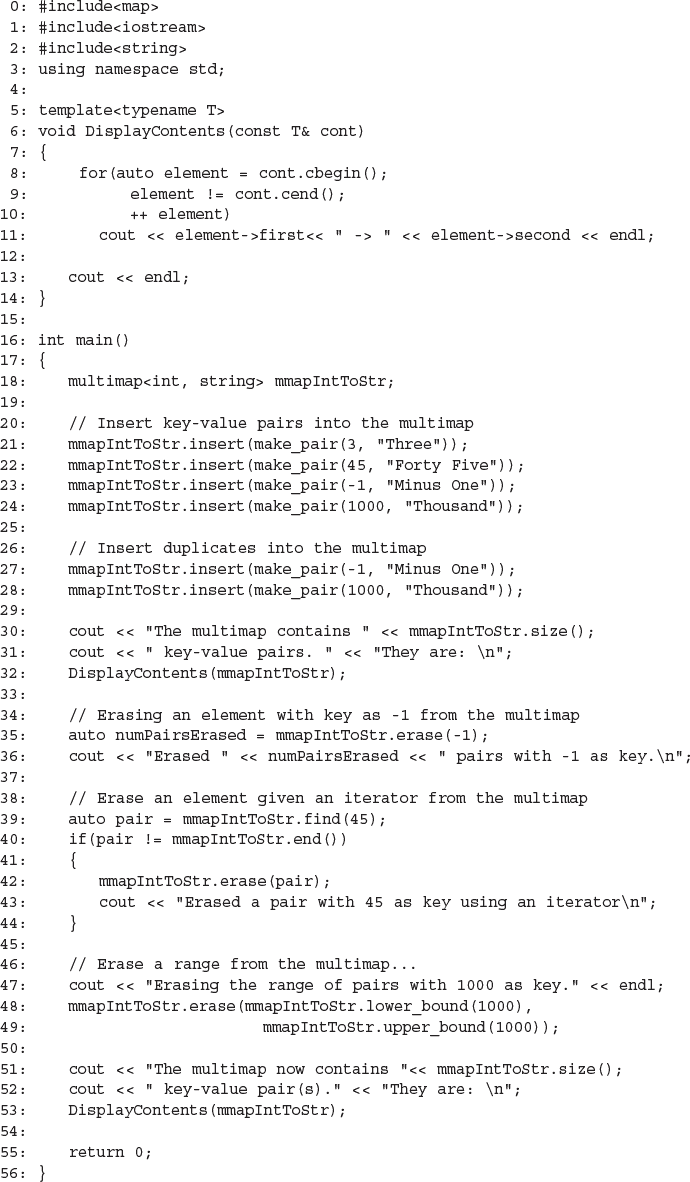 0: #include<map>
1: #include<iostream>
2: #include<string>
3: using namespace std;
4:
5: template<typename T>
6: void DisplayContents(const T& cont)
7: {
8:     for(auto element = cont.cbegin();
9:          element != cont.cend();
10:          ++ element)
11:       cout << element->first<< " -> " << element->second << endl;
12:
13:    cout << endl;
14: }
15:
16: int main()
17: {
18:    multimap<int, string> mmapIntToStr;
19:
20:    // Insert key-value pairs into the multimap
21:    mmapIntToStr.insert(make_pair(3, "Three"));
22:    mmapIntToStr.insert(make_pair(45, "Forty Five"));
23:    mmapIntToStr.insert(make_pair(-1, "Minus One"));
24:    mmapIntToStr.insert(make_pair(1000, "Thousand"));
25:
26:    // Insert duplicates into the multimap
27:    mmapIntToStr.insert(make_pair(-1, "Minus One"));
28:    mmapIntToStr.insert(make_pair(1000, "Thousand"));
29:
30:    cout << "The multimap contains " << mmapIntToStr.size();
31:    cout << " key-value pairs. " << "They are: \n";
32:    DisplayContents(mmapIntToStr);
33:
34:    // Erasing an element with key as -1 from the multimap
35:    auto numPairsErased = mmapIntToStr.erase(-1);
36:    cout << "Erased " << numPairsErased << " pairs with -1 as key.\n";
37:
38:    // Erase an element given an iterator from the multimap
39:    auto pair = mmapIntToStr.find(45);
40:    if(pair != mmapIntToStr.end())
41:    {
42:       mmapIntToStr.erase(pair);
43:       cout << "Erased a pair with 45 as key using an iterator\n";
44:    }
45:
46:    // Erase a range from the multimap...
47:    cout << "Erasing the range of pairs with 1000 as key." << endl;
48:    mmapIntToStr.erase(mmapIntToStr.lower_bound(1000),
49:                       mmapIntToStr.upper_bound(1000));
50:
51:    cout << "The multimap now contains "<< mmapIntToStr.size();
52:    cout << " key-value pair(s)." << "They are: \n";
53:    DisplayContents(mmapIntToStr);
54:
55:    return 0;
56: }